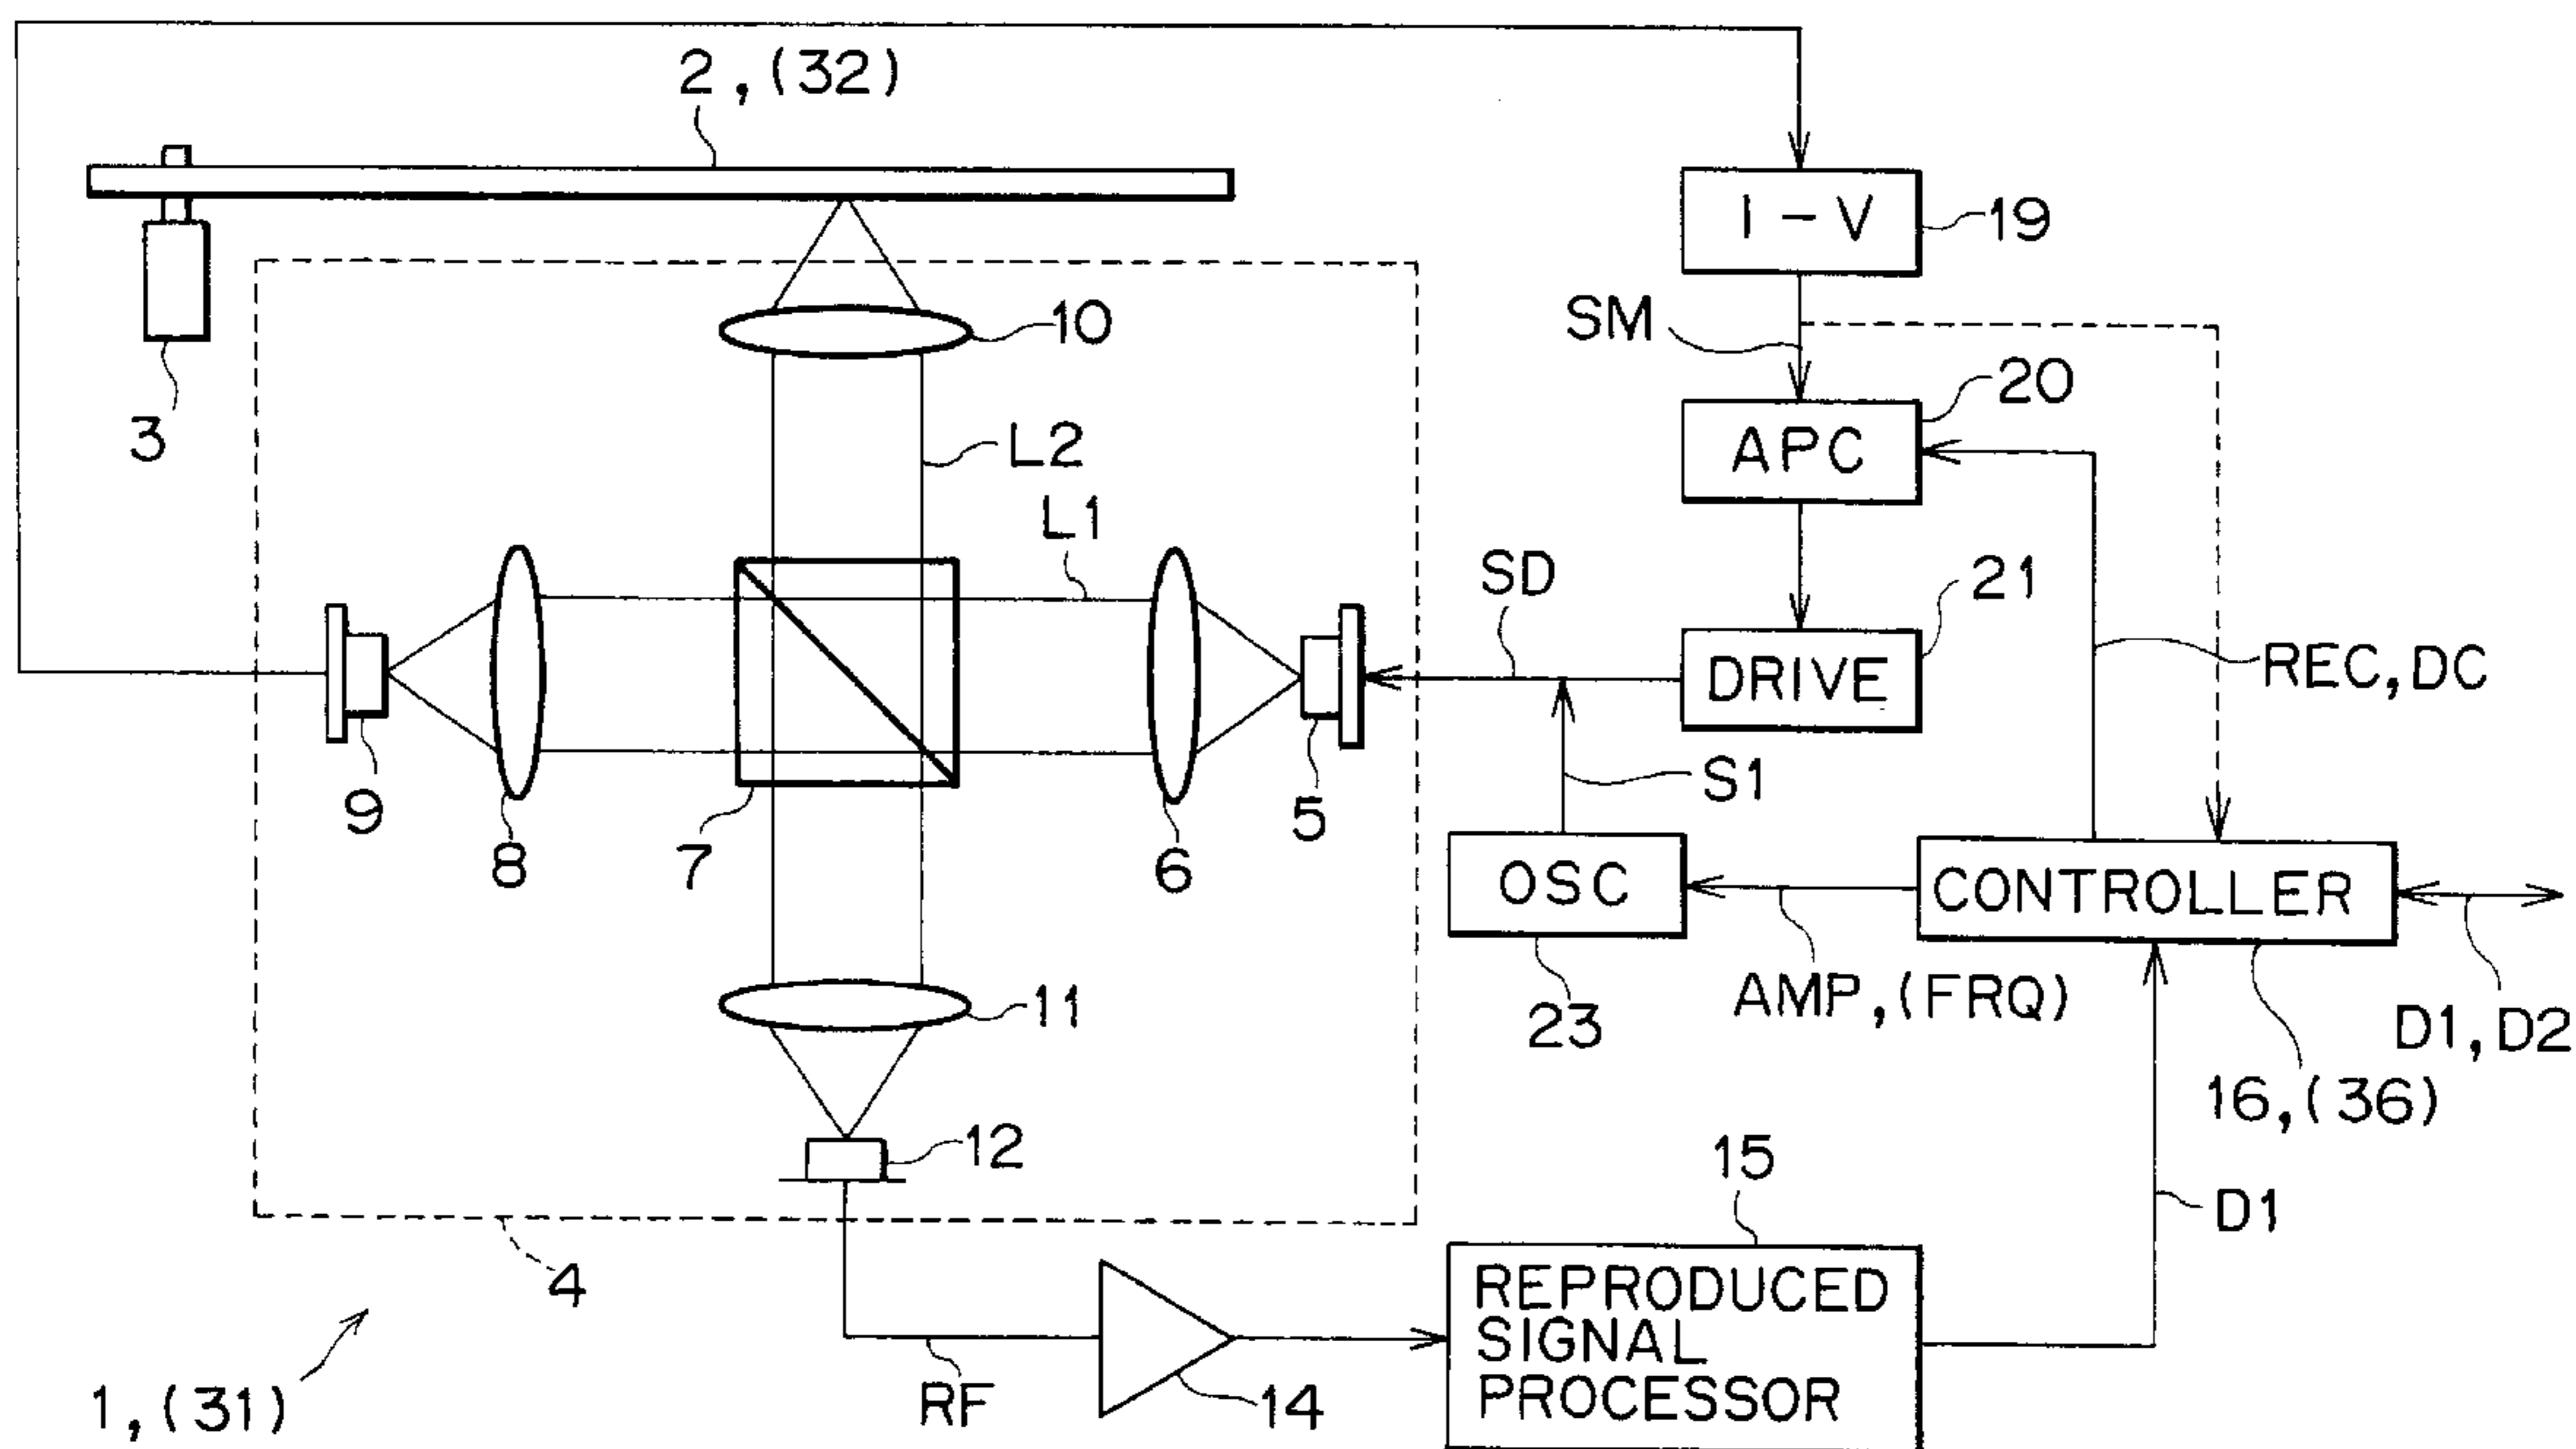 2,(32)
I-V
19
3
10
SM
20
APC
L2
L1
SD
21
DRIVE
REC,DC
9
8
7
6
5
S1
OSC
CONTROLLER
23
AMP,(FRQ)
D1,D2
11
16,(36)
12
15
D1
4
REPRODUCED
SIGNAL
PROCESSOR
1,(31)
RF
14